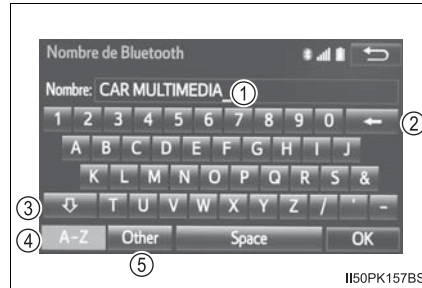 Nombre de Bluetooth
Nombre: CAR MULTIMEDIA_ ①
1 2 3 4 5 6 7 8 9 0 ← ②
A B C D E F G H I J
K L M N O P Q R S &
③ ⇩ T U V W X Y Z / ' -
④ A-Z Other Space OK
⑤
II50PK157BS